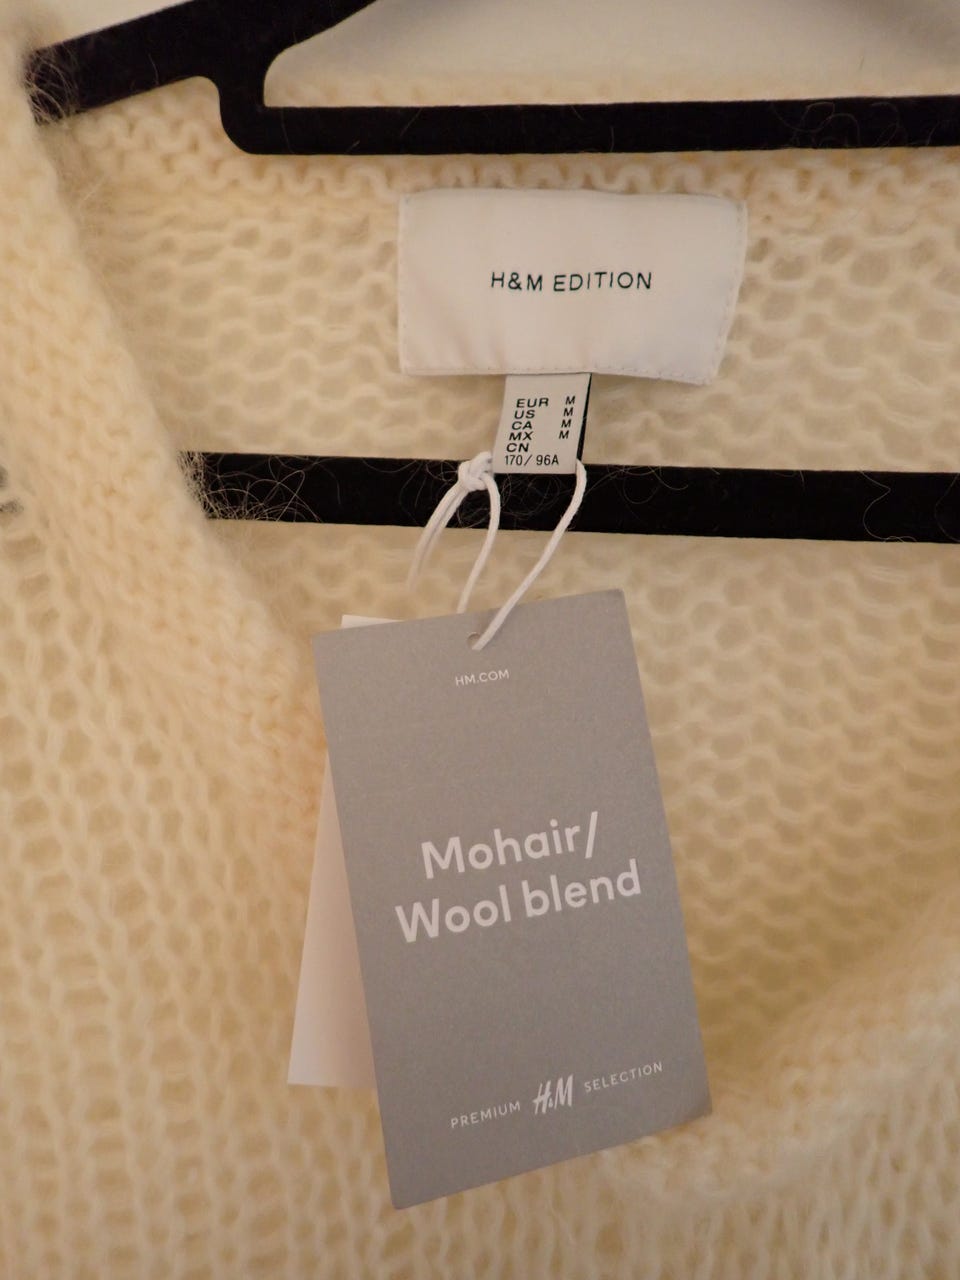 H&M EDITION
EUR M
US M
CA M
MX M
CN
170/96A
HM.COM
Mohair/
Wool blend
PREMIUM H&M SELECTION